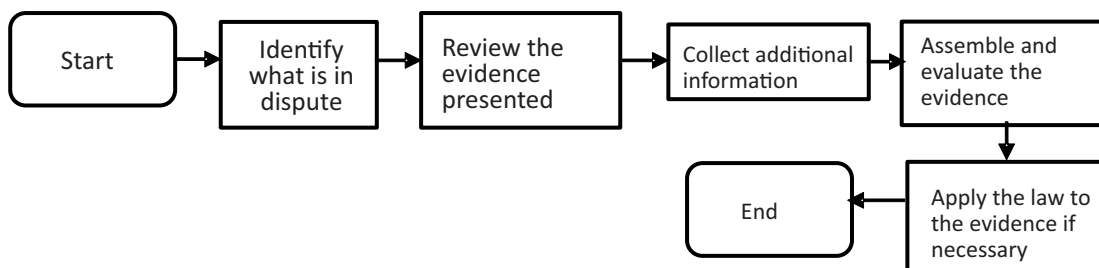 Start
Identify
what is in
dispute
Review the
evidence
presented
Collect additional
information
Assemble and
evaluate the
evidence
Apply the law to
the evidence if
necessary
End